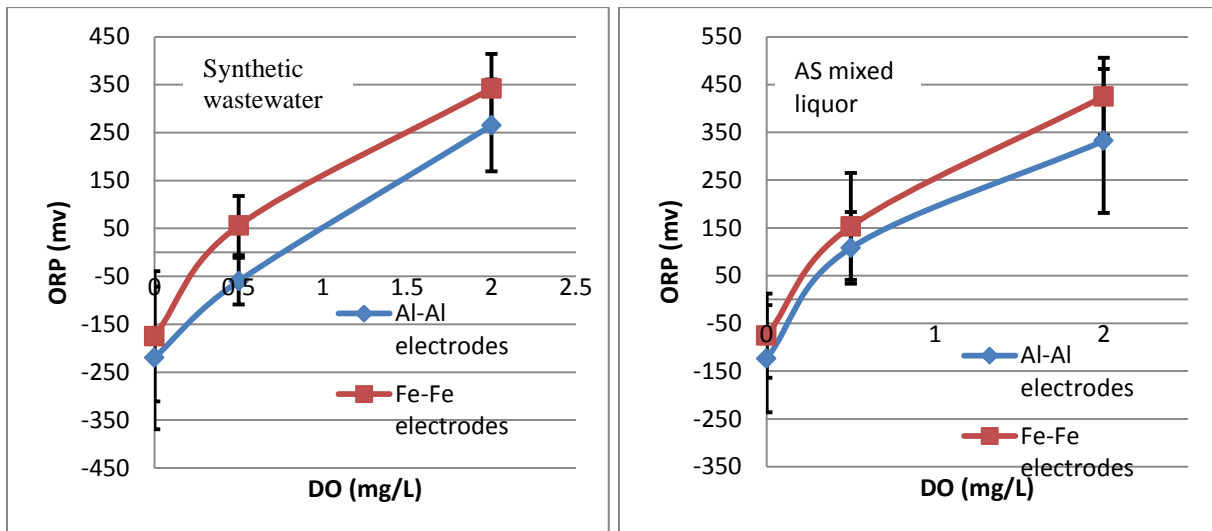 450
350
250
150
50
-50
-150
-250
-350
-450
ORP (mv)
Synthetic
wastewater
0
0.5
1
1.5
2
2.5
Al-Al
electrodes
Fe-Fe
electrodes
DO (mg/L)
550
450
350
250
150
50
-50
-150
-250
-350
ORP (mv)
AS mixed
liquor
0
1
2
Al-Al
electrodes
Fe-Fe
electrodes
DO (mg/L)